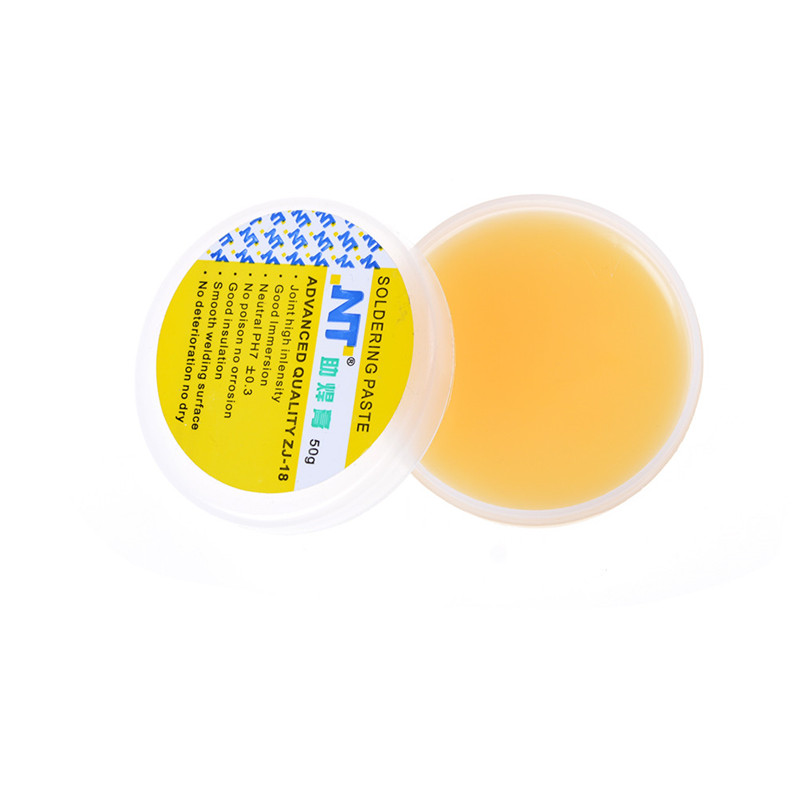 SOLDERING PASTE
NT®
助焊膏 50g
ADVANCED QUALITY ZJ-18
• Joint high inlensity
• Good Immersion
• Neutral PH7 ±0.3
• No poison no orrosion
• Good insulation
• Smooth welding surface
• No deterioration no dry